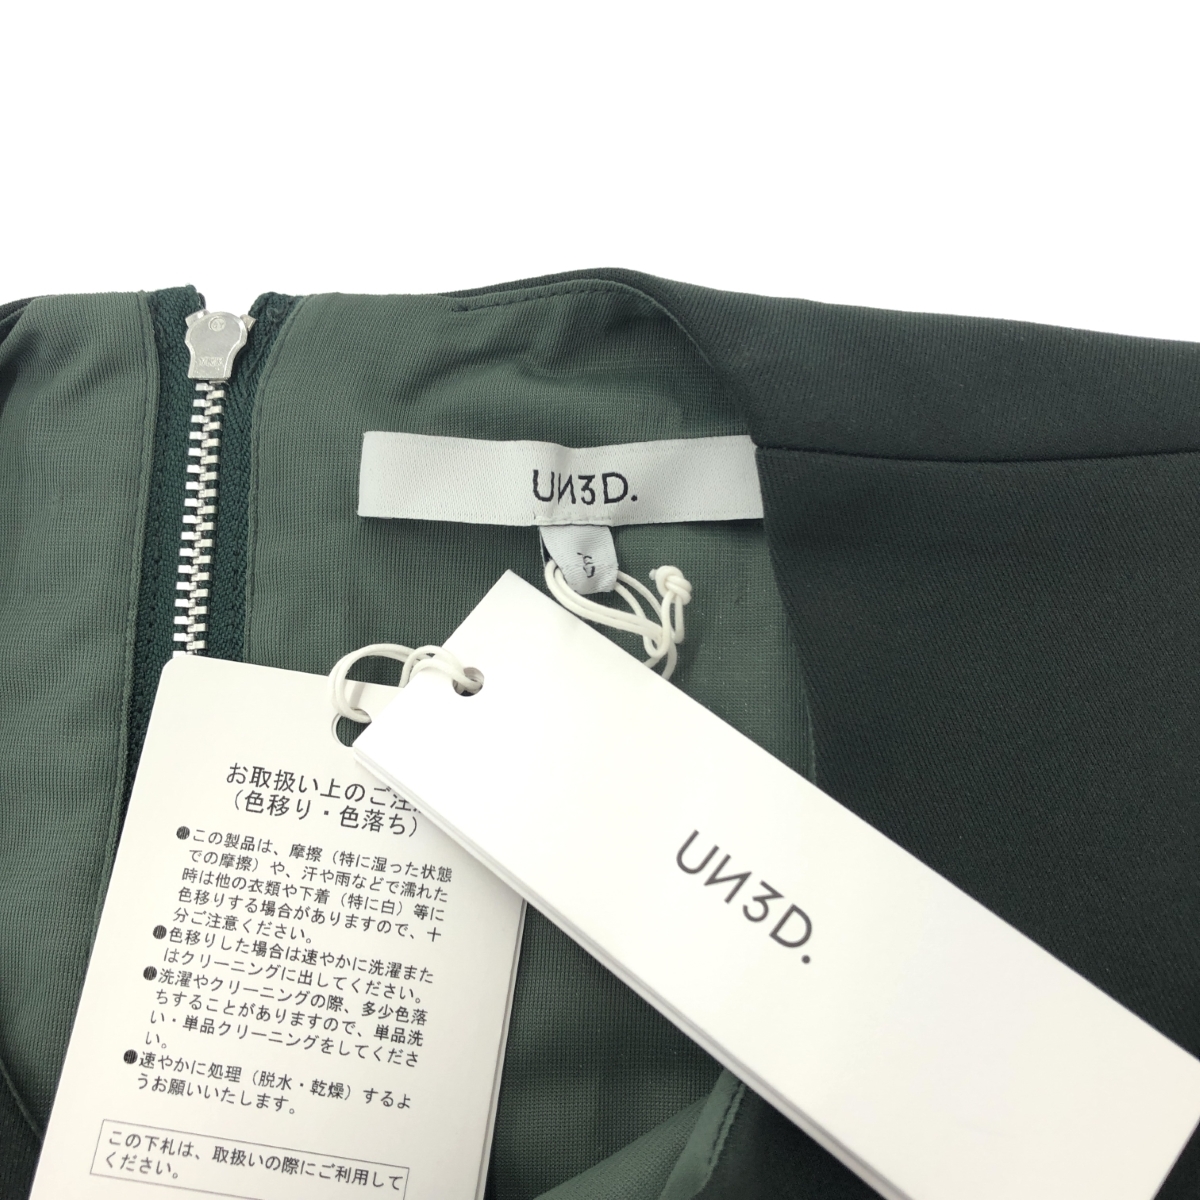 UN3D.
UN3D.
お取扱い上のご注
（色移り・色落ち）
●この製品は、摩擦（特に湿った状態
での摩擦）や、汗や雨などで濡れた
時は他の衣類や下着（特に白）等に
色移りする場合がありますので、十
分ご注意ください。
●色移りした場合は速やかに洗濯また
はクリーニングに出してください。
●洗濯やクリーニングの際、多少色落
ちすることがありますので、単品洗
い・単品クリーニングをしてくださ
い。
●速やかに処理（脱水・乾燥）するよ
うお願いいたします。
この下札は、取扱いの際にご利用して
ください。